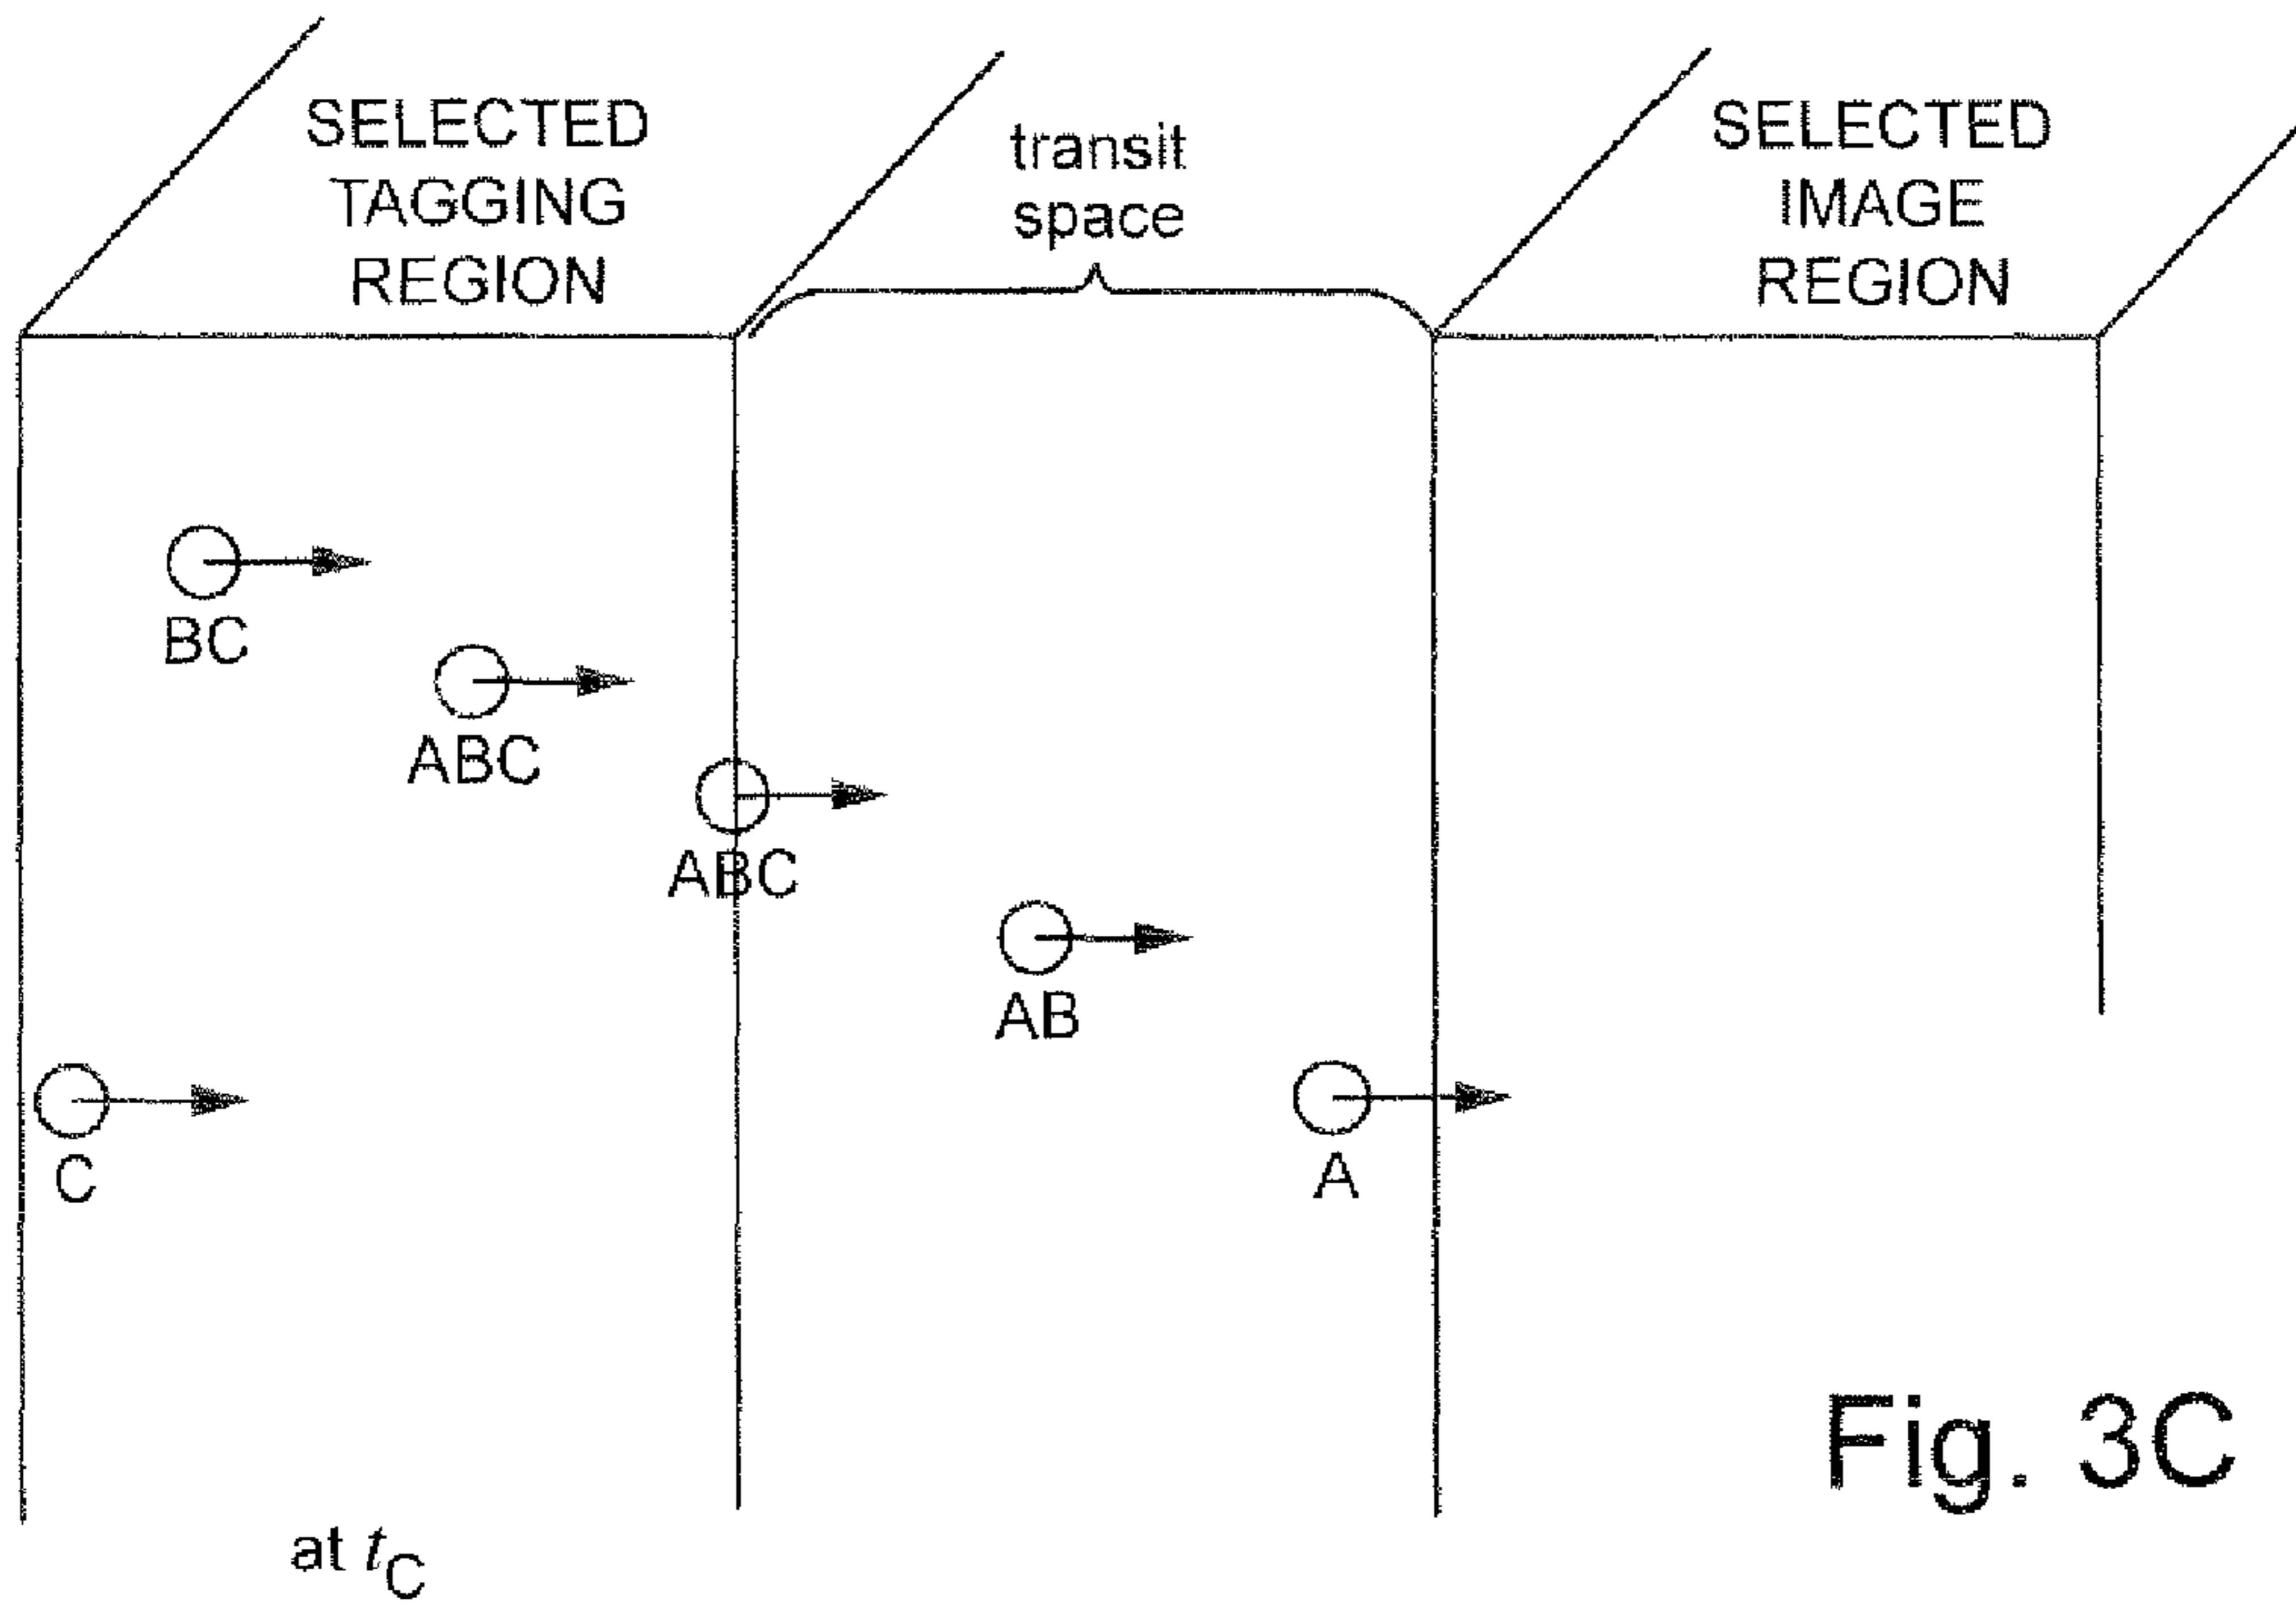 SELECTED
TAGGING
REGION
transit
space
SELECTED
IMAGE
REGION
BC
ABC
ABC
AB
C
A
Fig. 3C
at tC